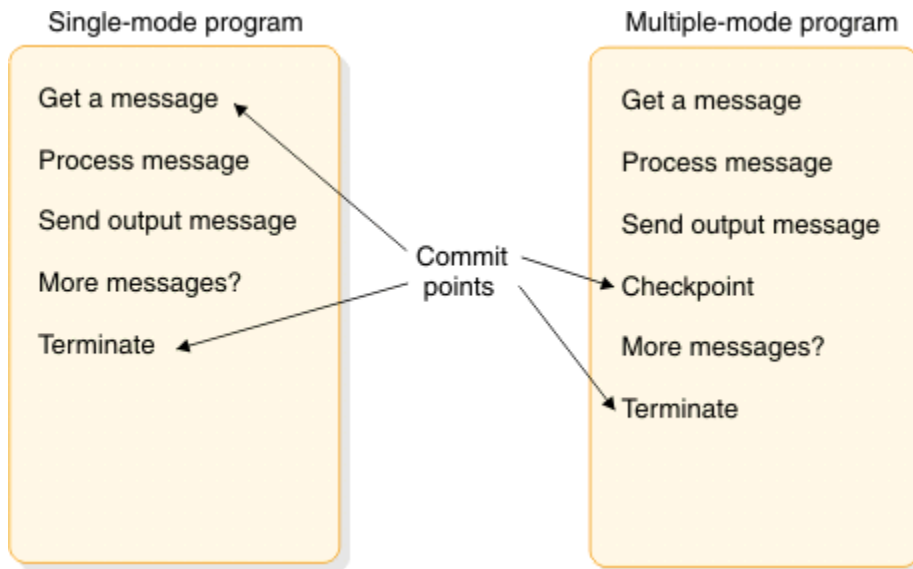 Single-mode program
Get a message
Process message
Send output message
More messages?
Terminate
Commit
points
Multiple-mode program
Get a message
Process message
Send output message
Checkpoint
More messages?
Terminate